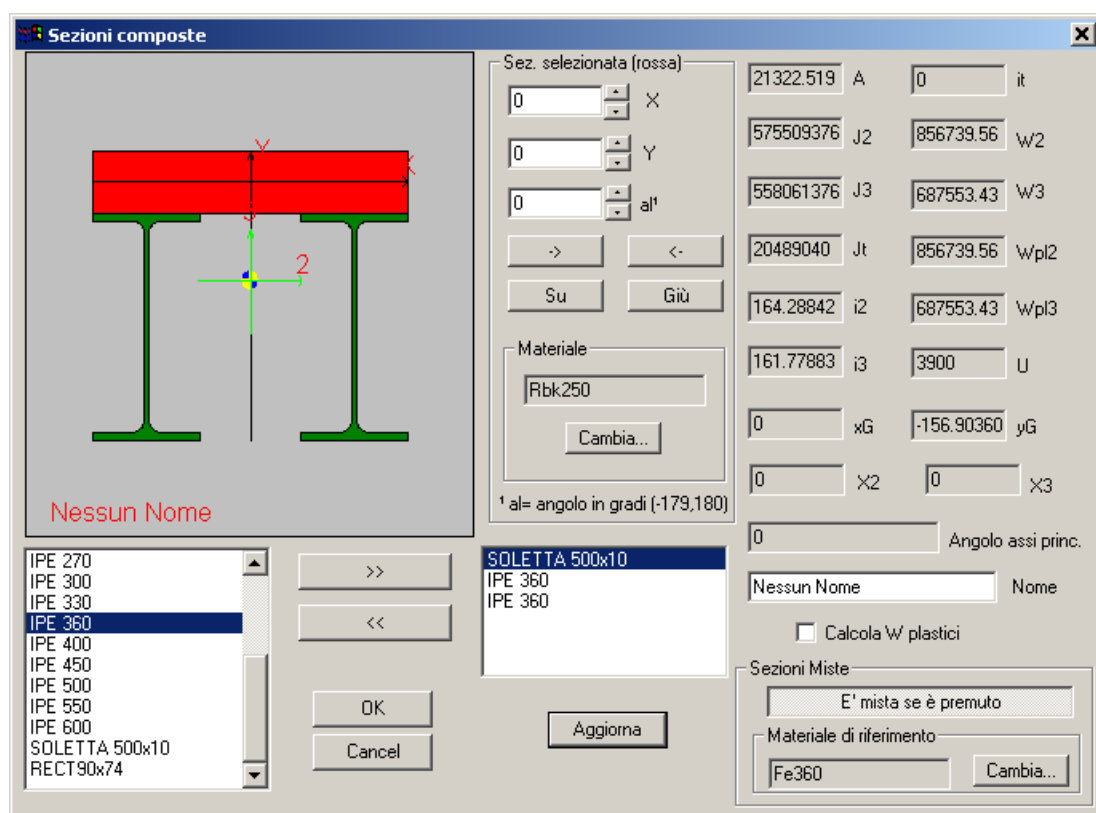 Sezioni composte
Y
X
3
2
Nessun Nome
Sez. selezionata (rossa)
0 X
0 Y
0 al¹
-> <-
Su Giù
Materiale
Rbk250
Cambia...
¹ al= angolo in gradi (-179,180)
21322.519 A 0 it
575509376 J2 856739.56 W2
558061376 J3 687553.43 W3
20489040 Jt 856739.56 Wpl2
164.28842 i2 687553.43 Wpl3
161.77883 i3 3900 U
0 xG -156.90360 yG
0 X2 0 X3
0 Angolo assi princ.
Nessun Nome Nome
Calcola W plastici
Sezioni Miste
E' mista se è premuto
Materiale di riferimento
Fe360 Cambia...
IPE 270
IPE 300
IPE 330
IPE 360
IPE 400
IPE 450
IPE 500
IPE 550
IPE 600
SOLETTA 500x10
RECT90x74
>>
<<
OK
Cancel
SOLETTA 500x10
IPE 360
IPE 360
Aggiorna